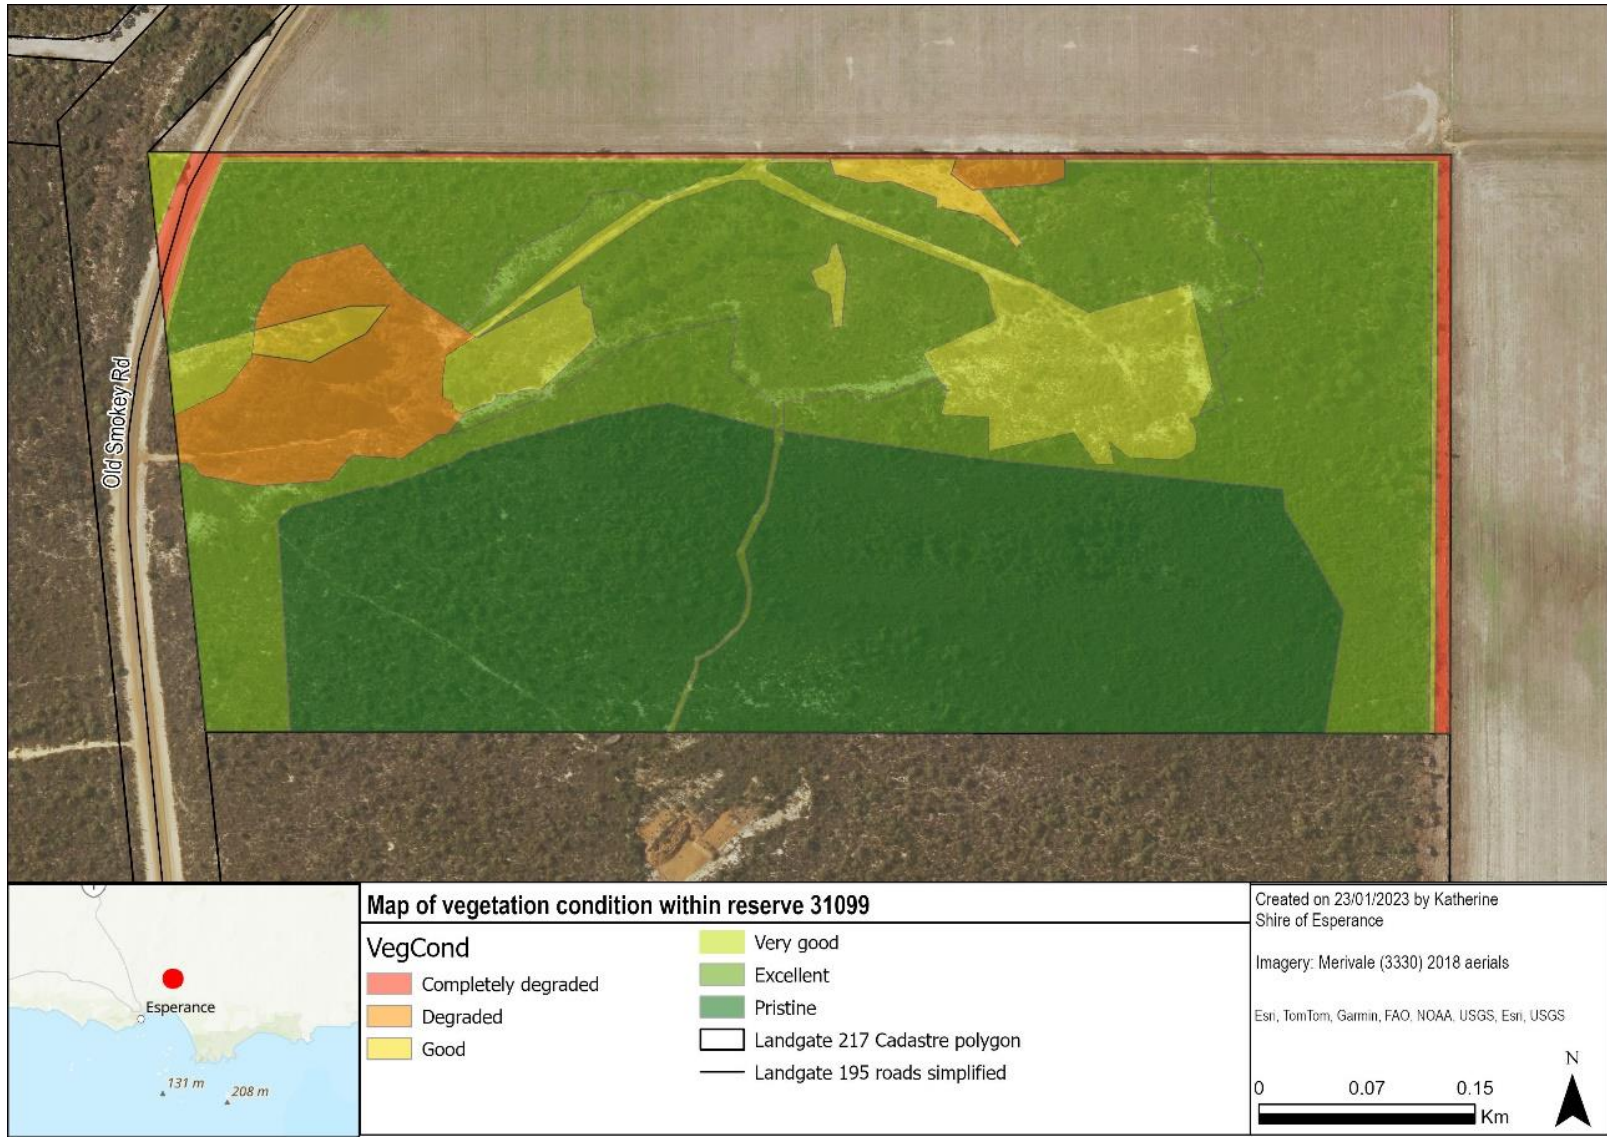 Old Smokey Rd
Esperance
131 m
208 m
Map of vegetation condition within reserve 31099
VegCond
Completely degraded
Degraded
Good
Very good
Excellent
Pristine
Landgate 217 Cadastre polygon
Landgate 195 roads simplified
Created on 23/01/2023 by Katherine
Shire of Esperance
Imagery: Merivale (3330) 2018 aerials
Esri, TomTom, Garmin, FAO, NOAA, USGS, Esri, USGS
N
0 0.07 0.15
Km